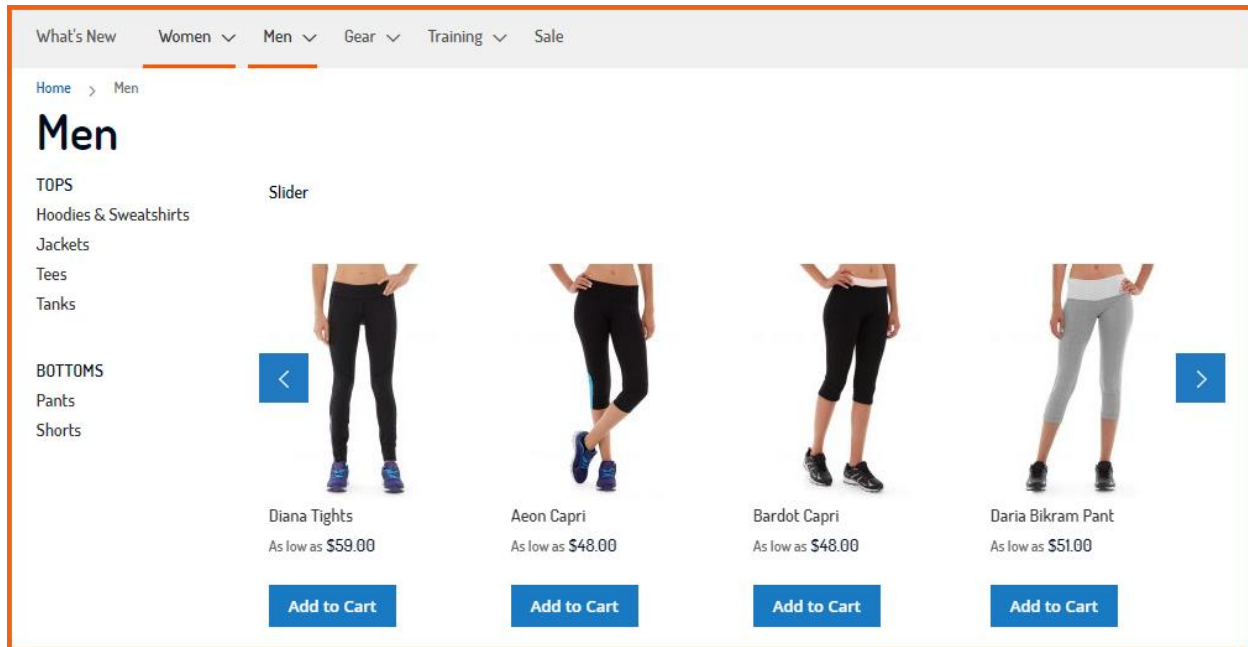 What's New Women Men Gear Training Sale
Home > Men
Men
TOPS
Hoodies & Sweatshirts
Jackets
Tees
Tanks
BOTTOMS
Pants
Shorts
Slider
Diana Tights
As low as $59.00
Add to Cart
Aeon Capri
As low as $48.00
Add to Cart
Bardot Capri
As low as $48.00
Add to Cart
Daria Bikram Pant
As low as $51.00
Add to Cart